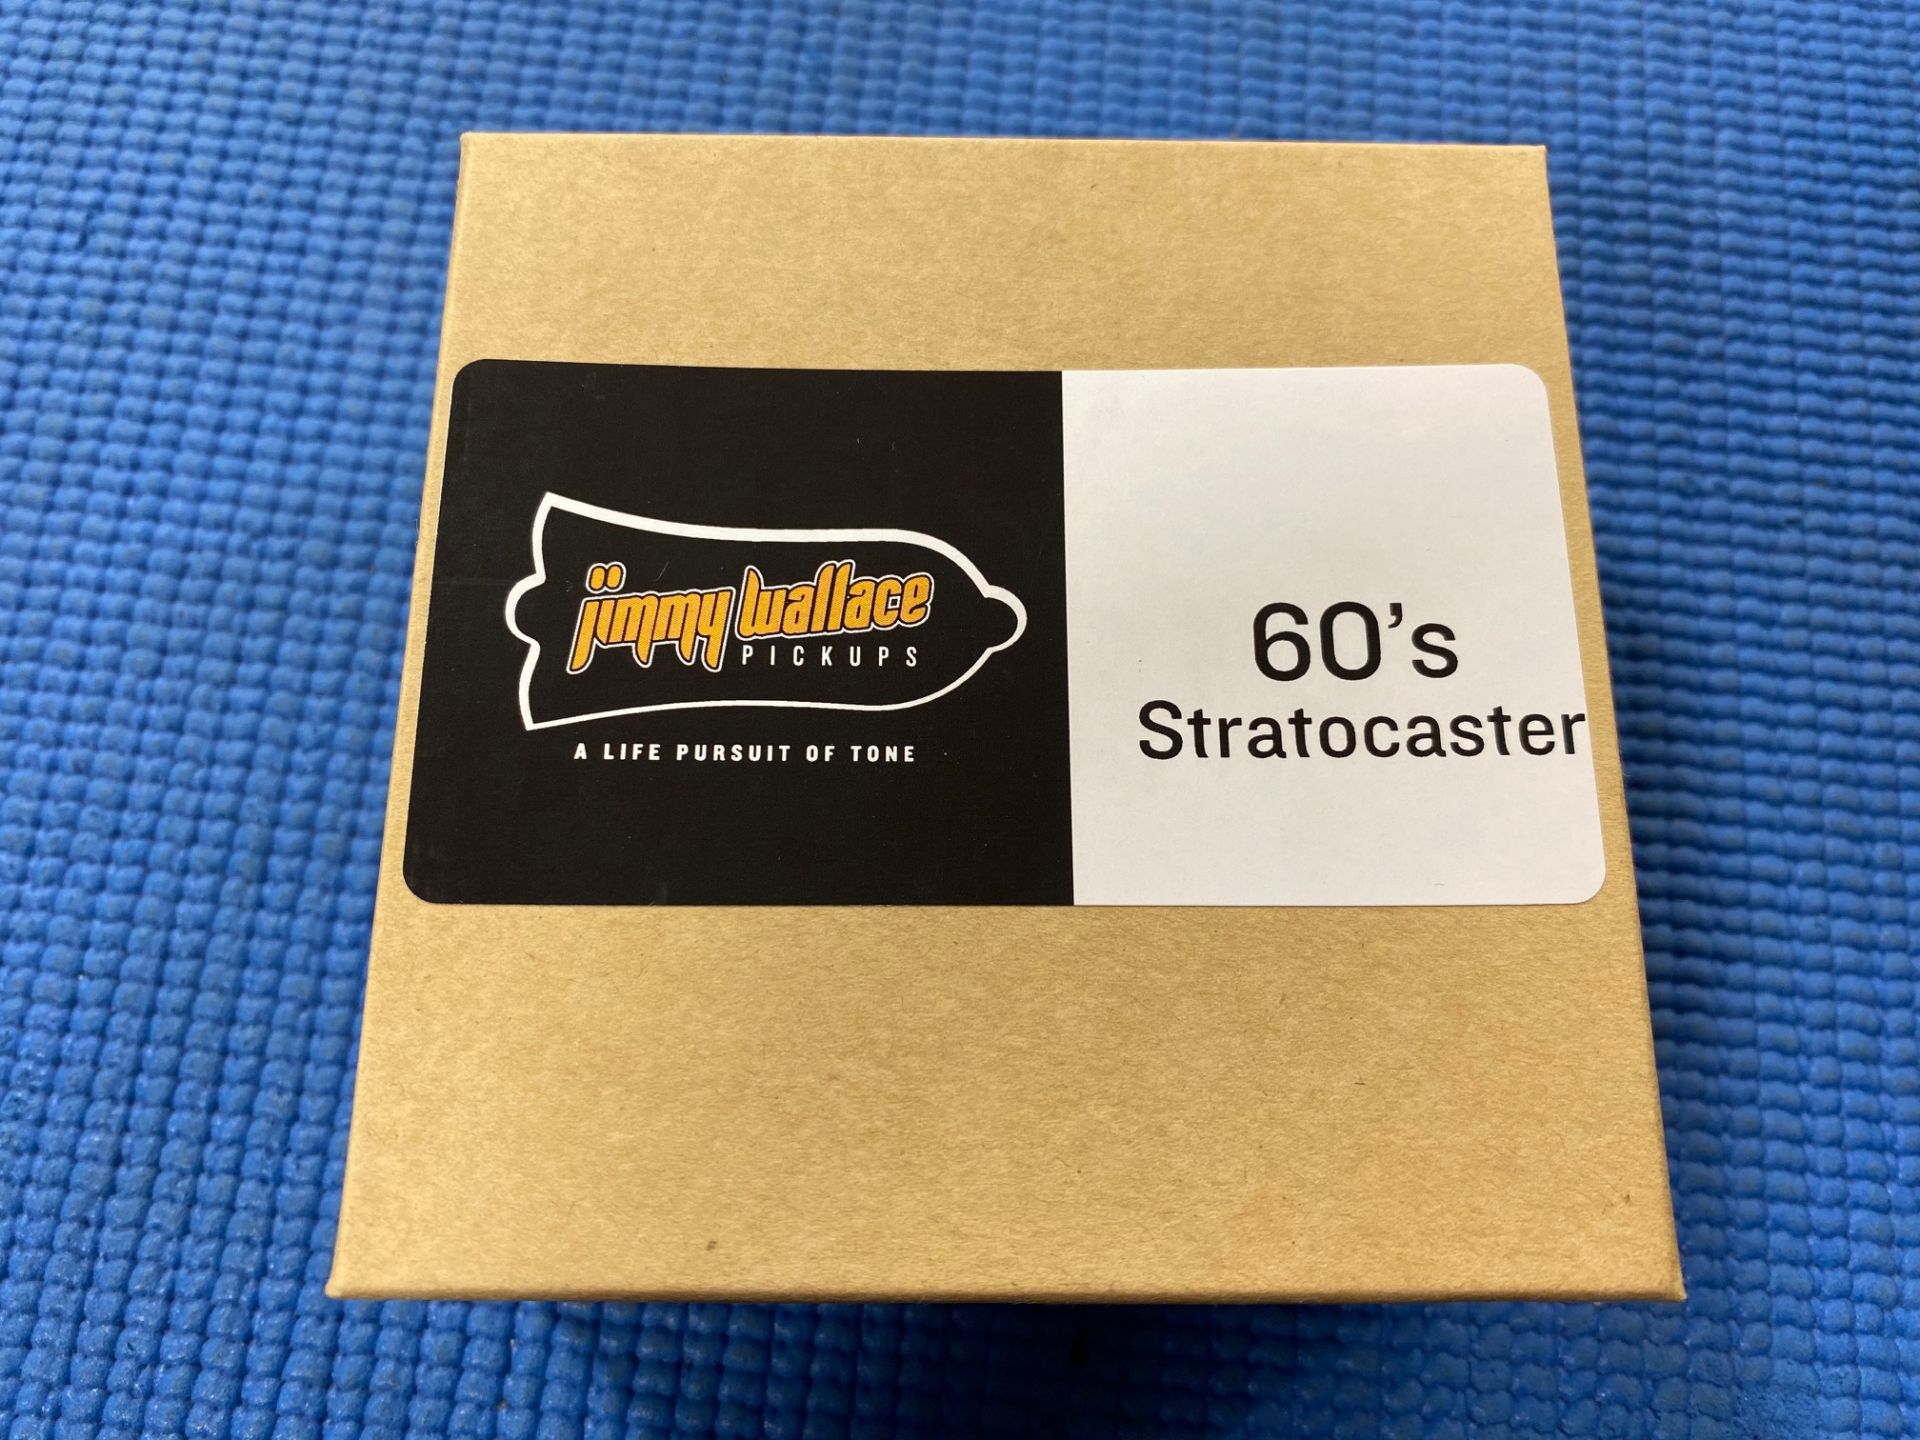 jimmy wallace
PICKUPS
A LIFE PURSUIT OF TONE
60's
Stratocaster